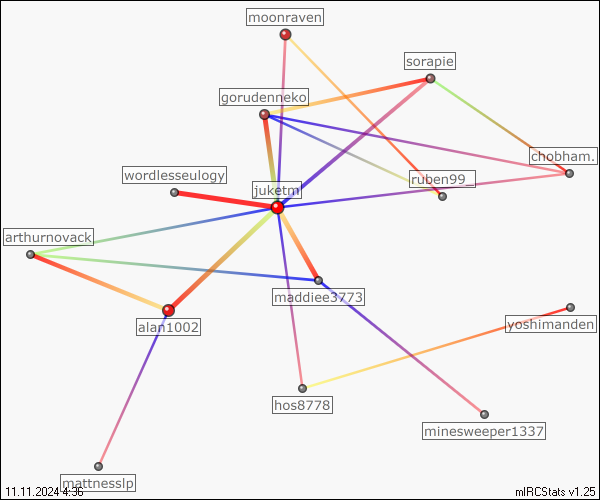 moonraven
sorapie
gorudenneko
chobham.
wordlesseulogy
ruben99_
juketm
arthurnovack
maddiee3773
alan1002
yoshimanden
hos8778
minesweeper1337
mattnesslp
11.11.2024 4:36
mIRCStats v1.25